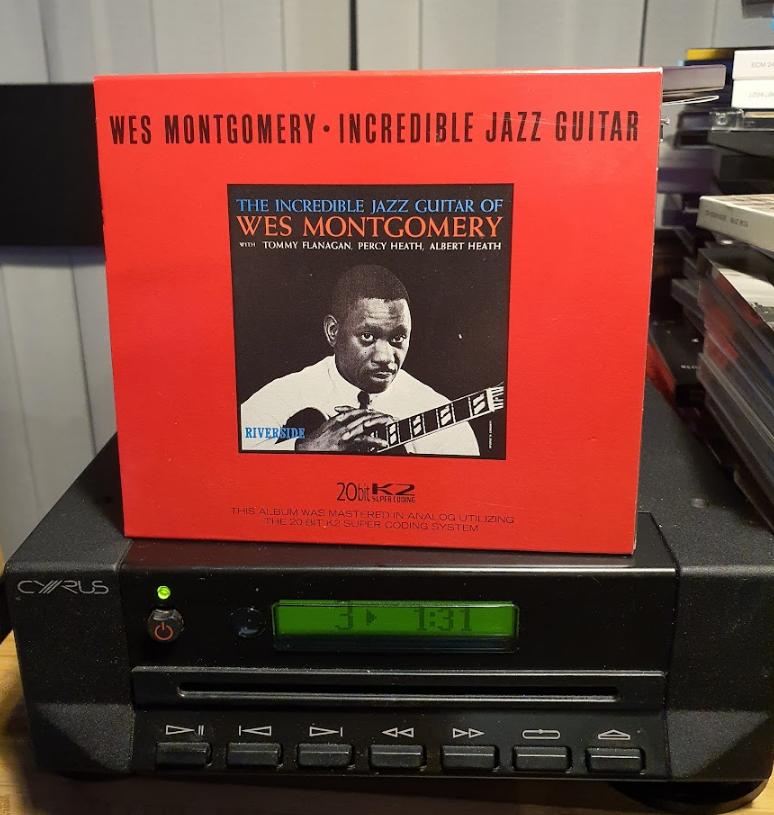 WES MONTGOMERY • INCREDIBLE JAZZ GUITAR
THE INCREDIBLE JAZZ GUITAR OF
WES MONTGOMERY
WITH TOMMY FLANAGAN, PERCY HEATH, ALBERT HEATH
RIVERSIDE
20bit K2
SUPER CODING
THIS ALBUM WAS MASTERED IN ANALOG UTILIZING
THE 20-BIT K2 SUPER CODING SYSTEM
CYRUS
3 1:31